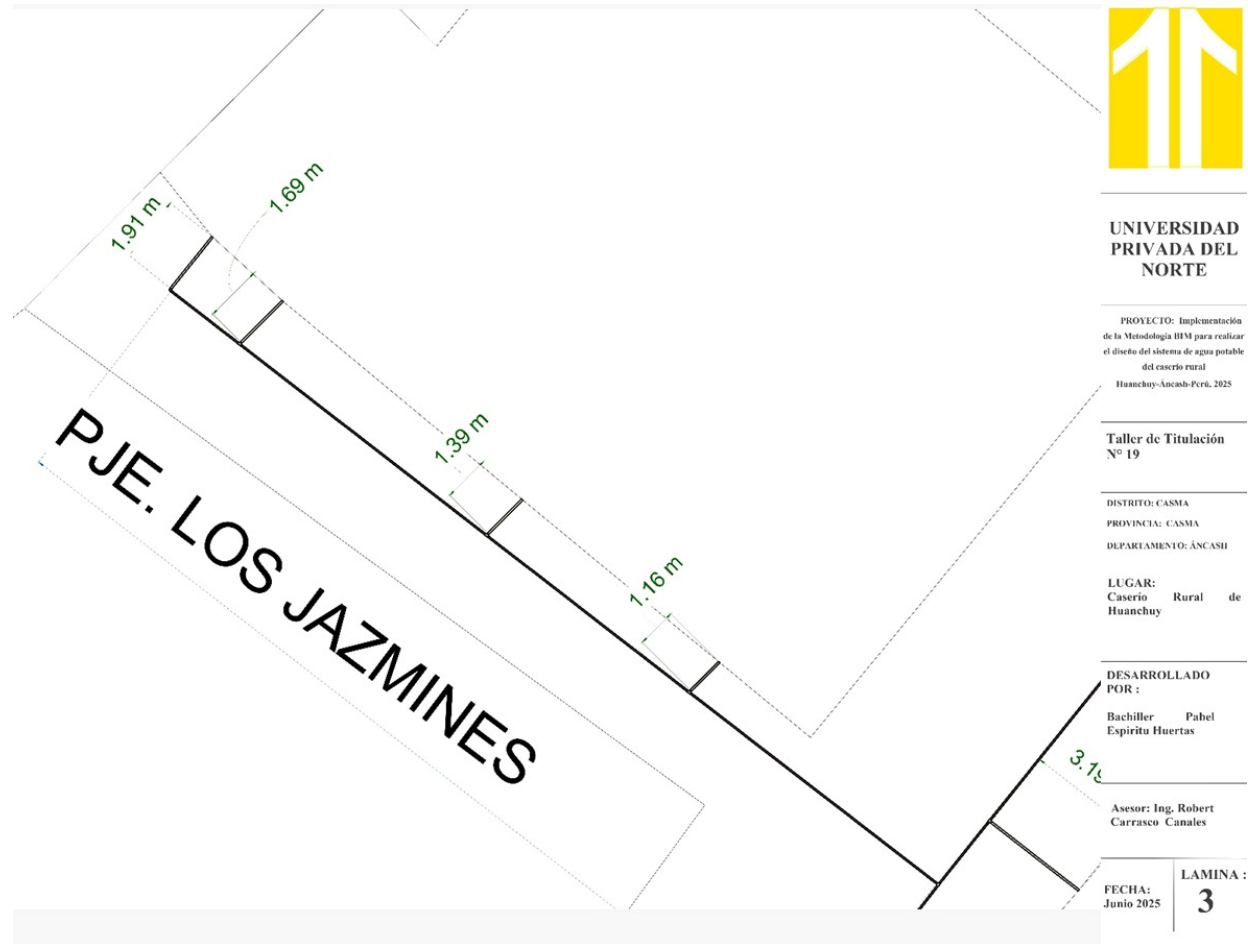 1.91 m
1.69 m
1.39 m
1.16 m
3.19
PJE. LOS JAZMINES
UNIVERSIDAD
PRIVADA DEL
NORTE
PROYECTO: Implementación
de la Metodología BIM para realizar
el diseño del sistema de agua potable
del caserío rural
Huanchuy-Áncash-Perú, 2025
Taller de Titulación
N° 19
DISTRITO: CASMA
PROVINCIA: CASMA
DEPARTAMENTO: ÁNCASH
LUGAR:
Caserío Rural de
Huanchuy
DESARROLLADO
POR :
Bachiller Pabel
Espiritu Huertas
Asesor: Ing. Robert
Carrasco Canales
FECHA:
Junio 2025
LAMINA :
3